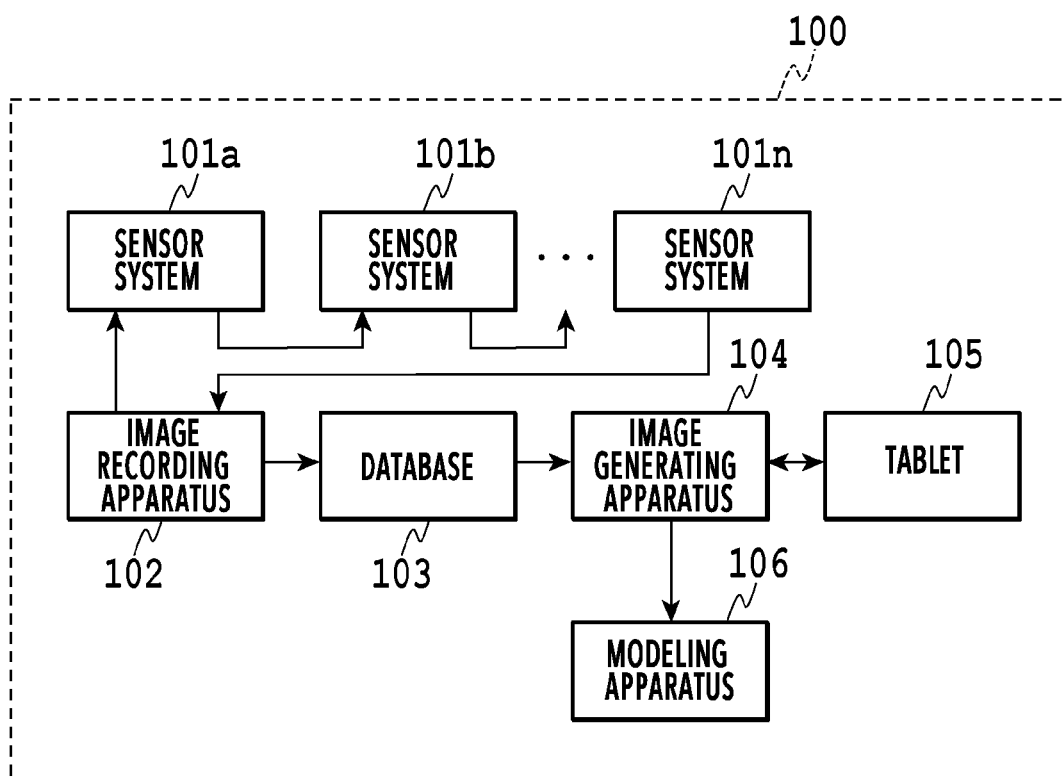 100
101a
101b
101n
SENSOR
SYSTEM
SENSOR
SYSTEM
. . .
SENSOR
SYSTEM
104
105
IMAGE
RECORDING
APPARATUS
DATABASE
IMAGE
GENERATING
APPARATUS
TABLET
102
103
106
MODELING
APPARATUS